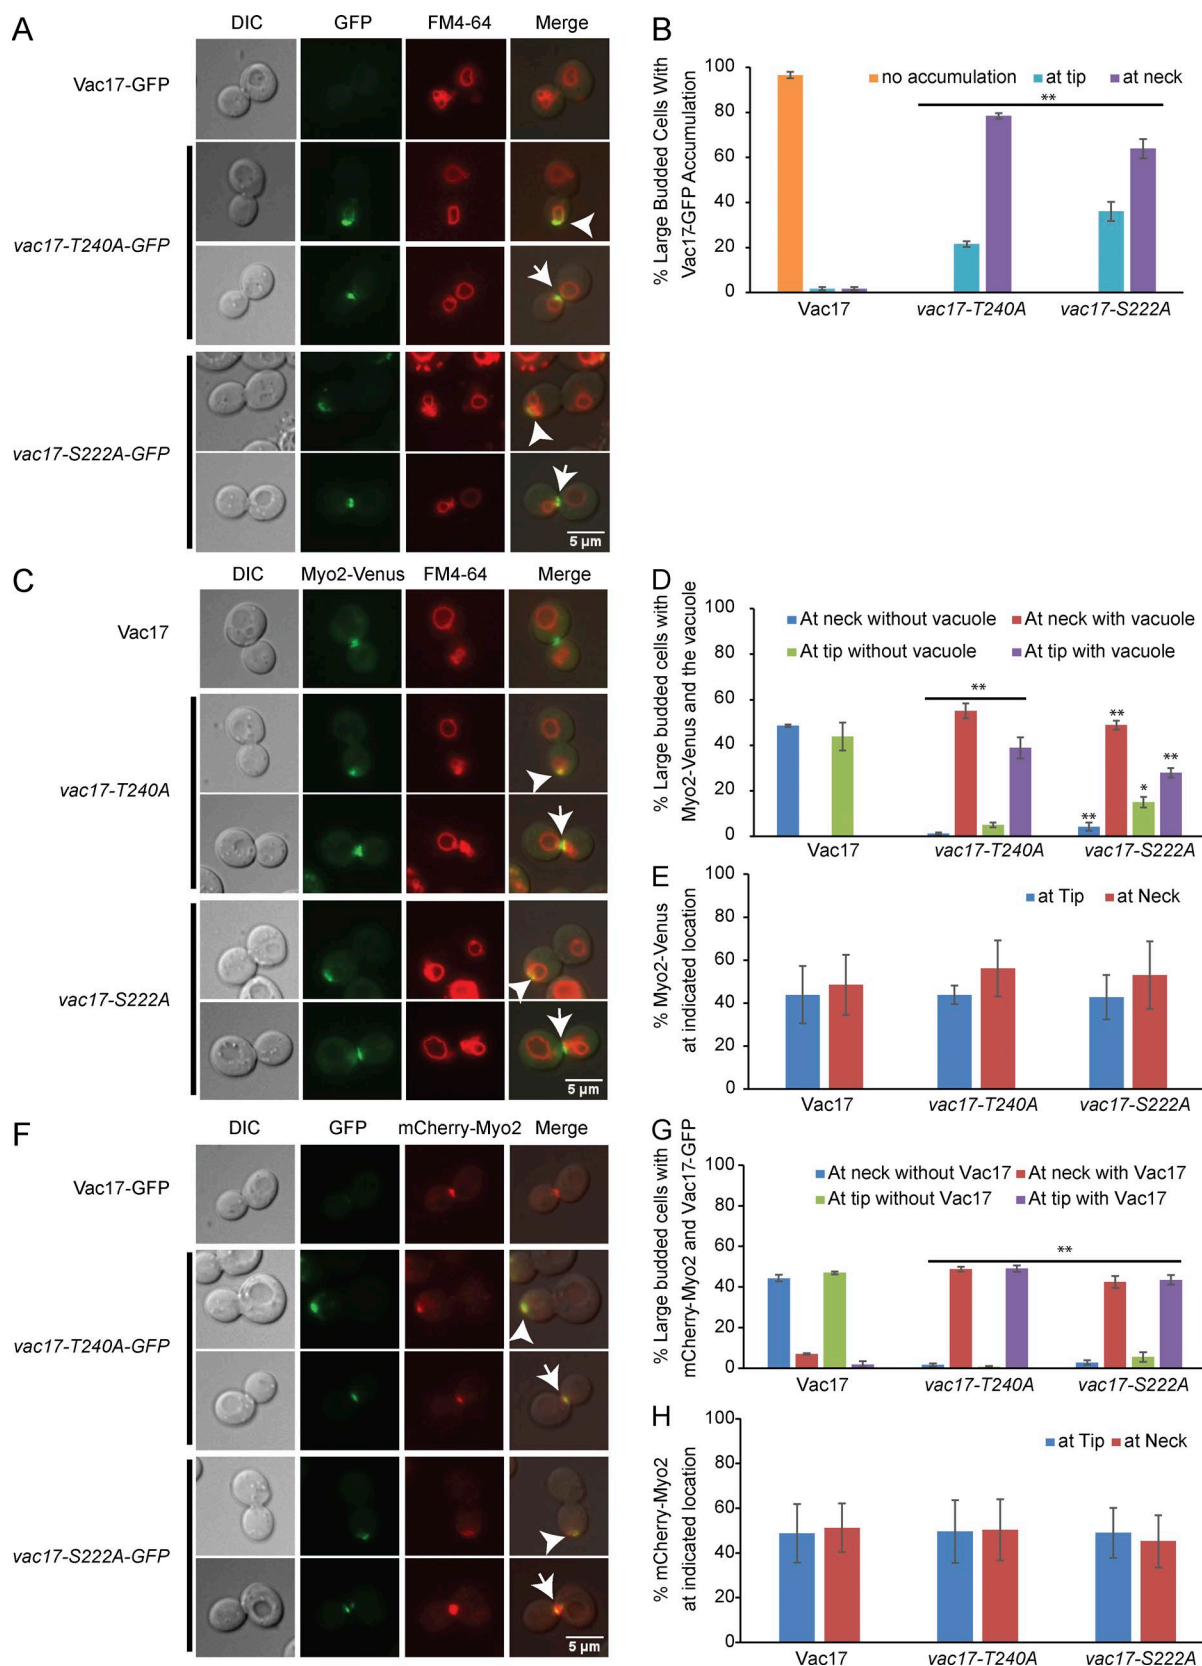 A
DIC GFP FM4-64 Merge
Vac17-GFP
vac17-T240A-GFP
vac17-S222A-GFP
5 µm
B
% Large Budded Cells With
Vac17-GFP Accumulation
100
80
60
40
20
0
no accumulation at tip at neck
**
Vac17 vac17-T240A vac17-S222A
C
DIC Myo2-Venus FM4-64 Merge
Vac17
vac17-T240A
vac17-S222A
5 µm
D
% Large budded cells with
Myo2-Venus and the vacuole
100
80
60
40
20
0
At neck without vacuole At neck with vacuole
At tip without vacuole At tip with vacuole
**
** ** * **
Vac17 vac17-T240A vac17-S222A
E
% Myo2-Venus
at indicated location
100
80
60
40
20
0
at Tip at Neck
Vac17 vac17-T240A vac17-S222A
F
DIC GFP mCherry-Myo2 Merge
Vac17-GFP
vac17-T240A-GFP
vac17-S222A-GFP
5 µm
G
% Large budded cells with
mCherry-Myo2 and Vac17-GFP
100
80
60
40
20
0
At neck without Vac17 At neck with Vac17
At tip without Vac17 At tip with Vac17
**
Vac17 vac17-T240A vac17-S222A
H
% mCherry-Myo2
at indicated location
100
80
60
40
20
0
at Tip at Neck
Vac17 vac17-T240A vac17-S222A